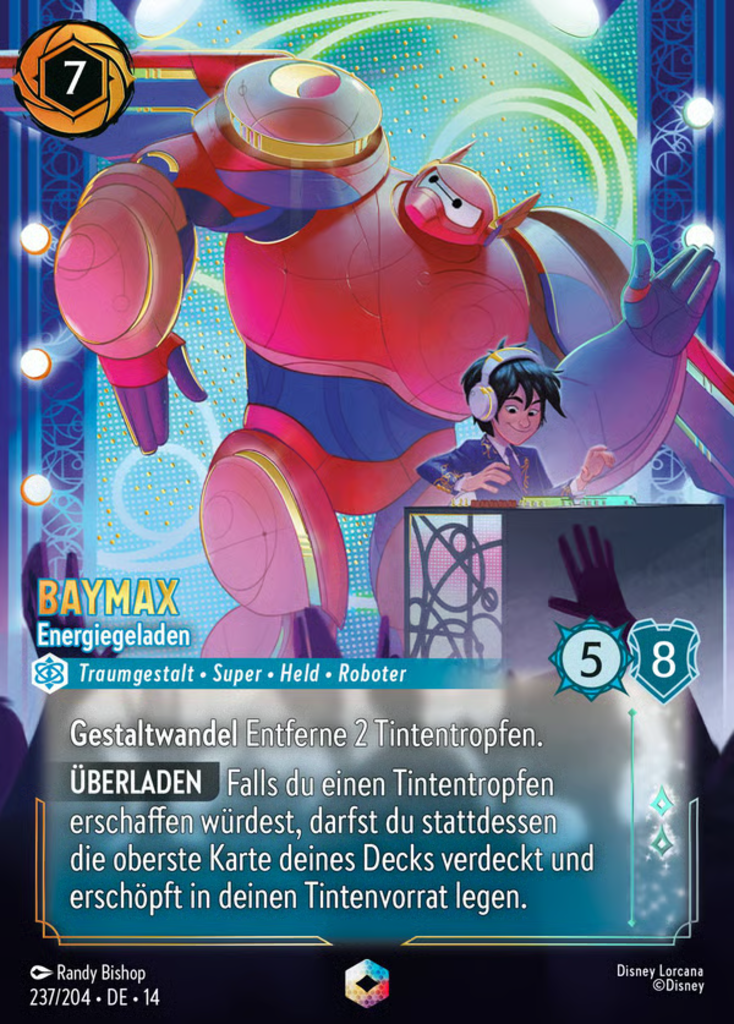 7
BAYMAX
Energiegeladen
Traumgestalt • Super • Held • Roboter
5
8
Gestaltwandel Entferne 2 Tintentropfen.
ÜBERLADEN Falls du einen Tintentropfen
erschaffen würdest, darfst du stattdessen
die oberste Karte deines Decks verdeckt und
erschöpft in deinen Tintenvorrat legen.
Randy Bishop
237/204 • DE • 14
Disney Lorcana
©Disney